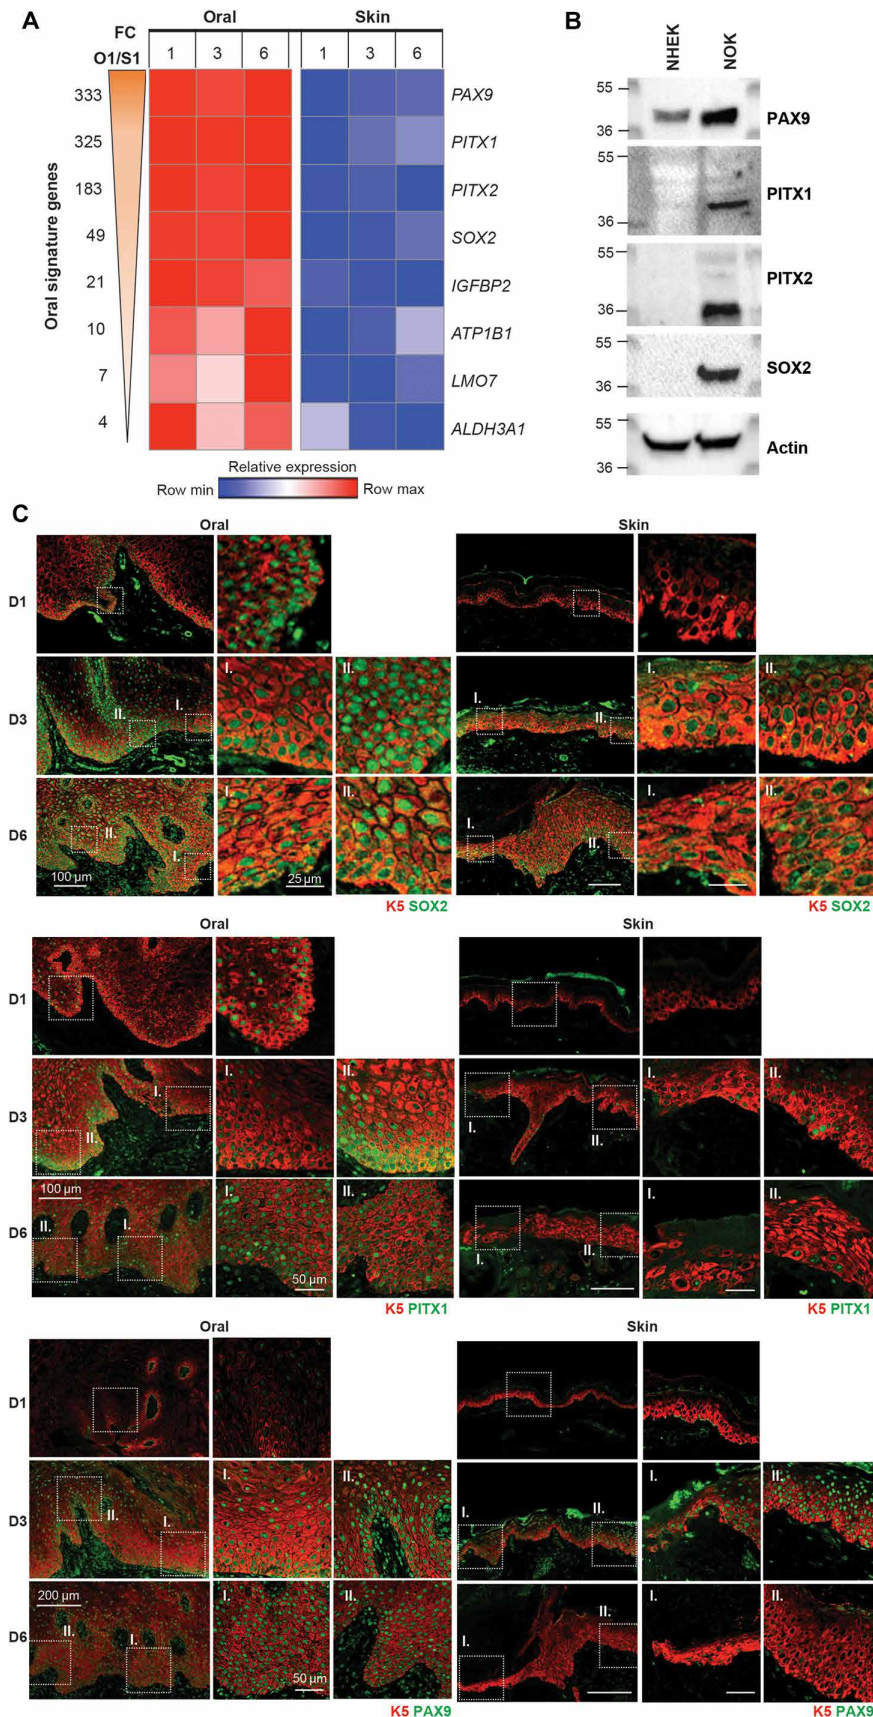 A
FC
O1/S1
Oral
Skin
1 3 6 1 3 6
Oral signature genes
333 PAX9
325 PITX1
183 PITX2
49 SOX2
21 IGFBP2
10 ATP1B1
7 LMO7
4 ALDH3A1
Relative expression
Row min Row max
B
NHEK NOK
55
36
PAX9
55
36
PITX1
55
36
PITX2
55
36
SOX2
55
36
Actin
C
Oral Skin
D1
D3
II. I. I. II. I. II. I. II.
D6
II. I. I. II. I. II. I. II.
100 µm 25 µm
K5 SOX2 K5 SOX2
Oral Skin
D1
D3
II. I. I. II. I. II. I. II.
D6
100 µm
II. I. I. II. I. II. I. II.
50 µm
K5 PITX1 K5 PITX1
Oral Skin
D1
D3
II. I. I. II. I. II. I. II.
D6
200 µm
II. I. I. II. I. II. I. II.
50 µm
K5 PAX9 K5 PAX9